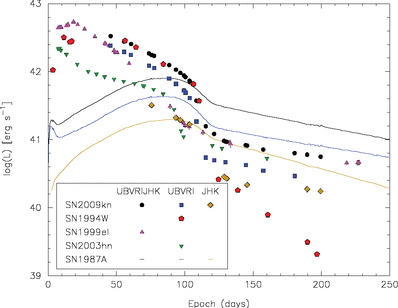 43
42
41
40
39
log(L) [erg s⁻¹]
UBVRIJHK UBVRI JHK
SN2009kn
SN1994W
SN1999el
SN2003hn
SN1987A
0 50 100 150 200 250
Epoch (days)